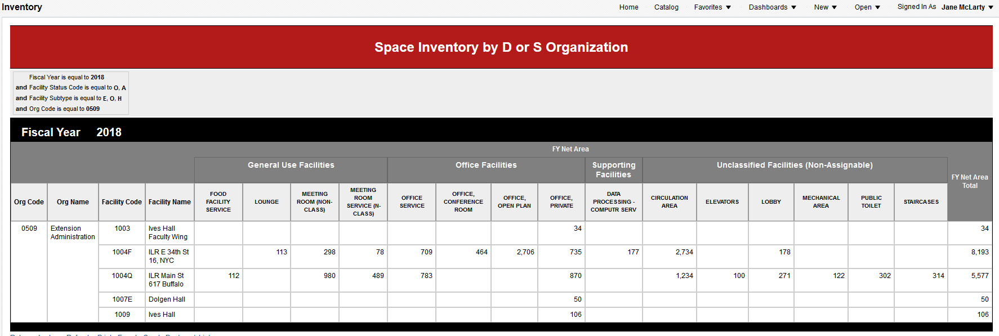 Inventory
Home Catalog Favorites Dashboards New Open Signed In As Jane McLarty
Space Inventory by D or S Organization
Fiscal Year is equal to 2018
and Facility Status Code is equal to O, A
and Facility Subtype is equal to E, O, H
and Org Code is equal to 0509
Fiscal Year 2018
FY Net Area
General Use Facilities Office Facilities Supporting Facilities Unclassified Facilities (Non-Assignable) FY Net Area Total
Org Code Org Name Facility Code Facility Name FOOD FACILITY SERVICE LOUNGE MEETING ROOM (NON-CLASS) MEETING ROOM SERVICE (N-CLASS) OFFICE SERVICE OFFICE, CONFERENCE ROOM OFFICE, OPEN PLAN OFFICE, PRIVATE DATA PROCESSING - COMPUTR SERV CIRCULATION AREA ELEVATORS LOBBY MECHANICAL AREA PUBLIC TOILET STAIRCASES
0509 Extension Administration 1003 Ives Hall Faculty Wing 34 34
1004F ILR E 34th St 16, NYC 113 298 78 709 464 2,706 735 177 2,734 178 8,193
1004Q ILR Main St 617 Buffalo 112 980 489 783 870 1,234 100 271 122 302 314 5,577
1007E Dolgen Hall 50 50
1009 Ives Hall 106 106